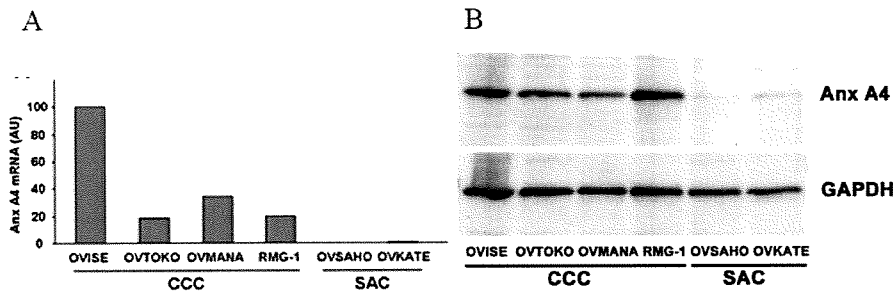 A
Anx A4 mRNA (AU)
100
80
60
40
20
0
OVISE OVTOKO OVMANA RMG-1 OVSAHO OVKATE
CCC SAC
B
Anx A4
GAPDH
OVISE OVTOKO OVMANA RMG-1 OVSAHO OVKATE
CCC SAC